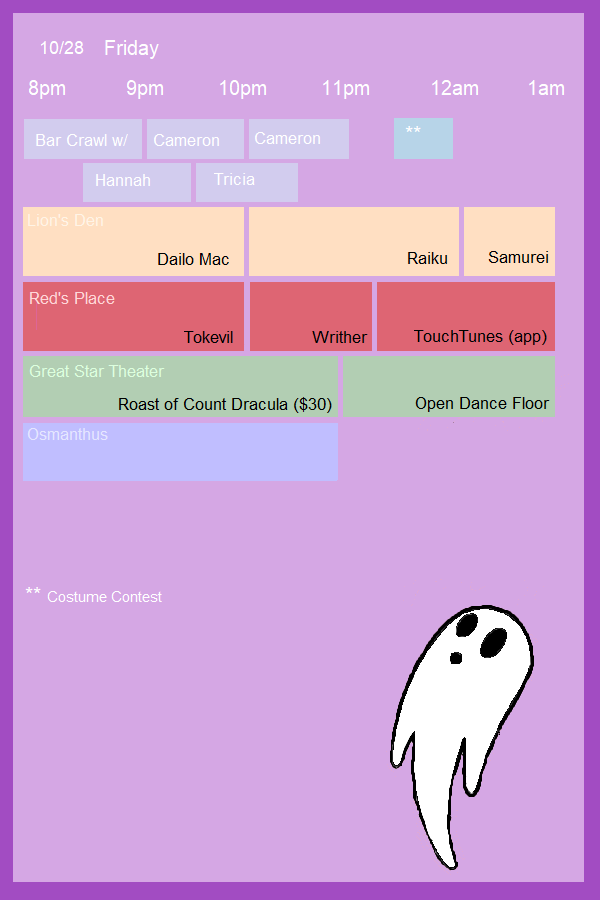 10/28 Friday
8pm 9pm 10pm 11pm 12am 1am
Bar Crawl w/ Cameron Cameron **
Hannah Tricia
Lion's Den
Dailo Mac Raiku Samurei
Red's Place
Tokevil Writher TouchTunes (app)
Great Star Theater
Roast of Count Dracula ($30) Open Dance Floor
Osmanthus
** Costume Contest